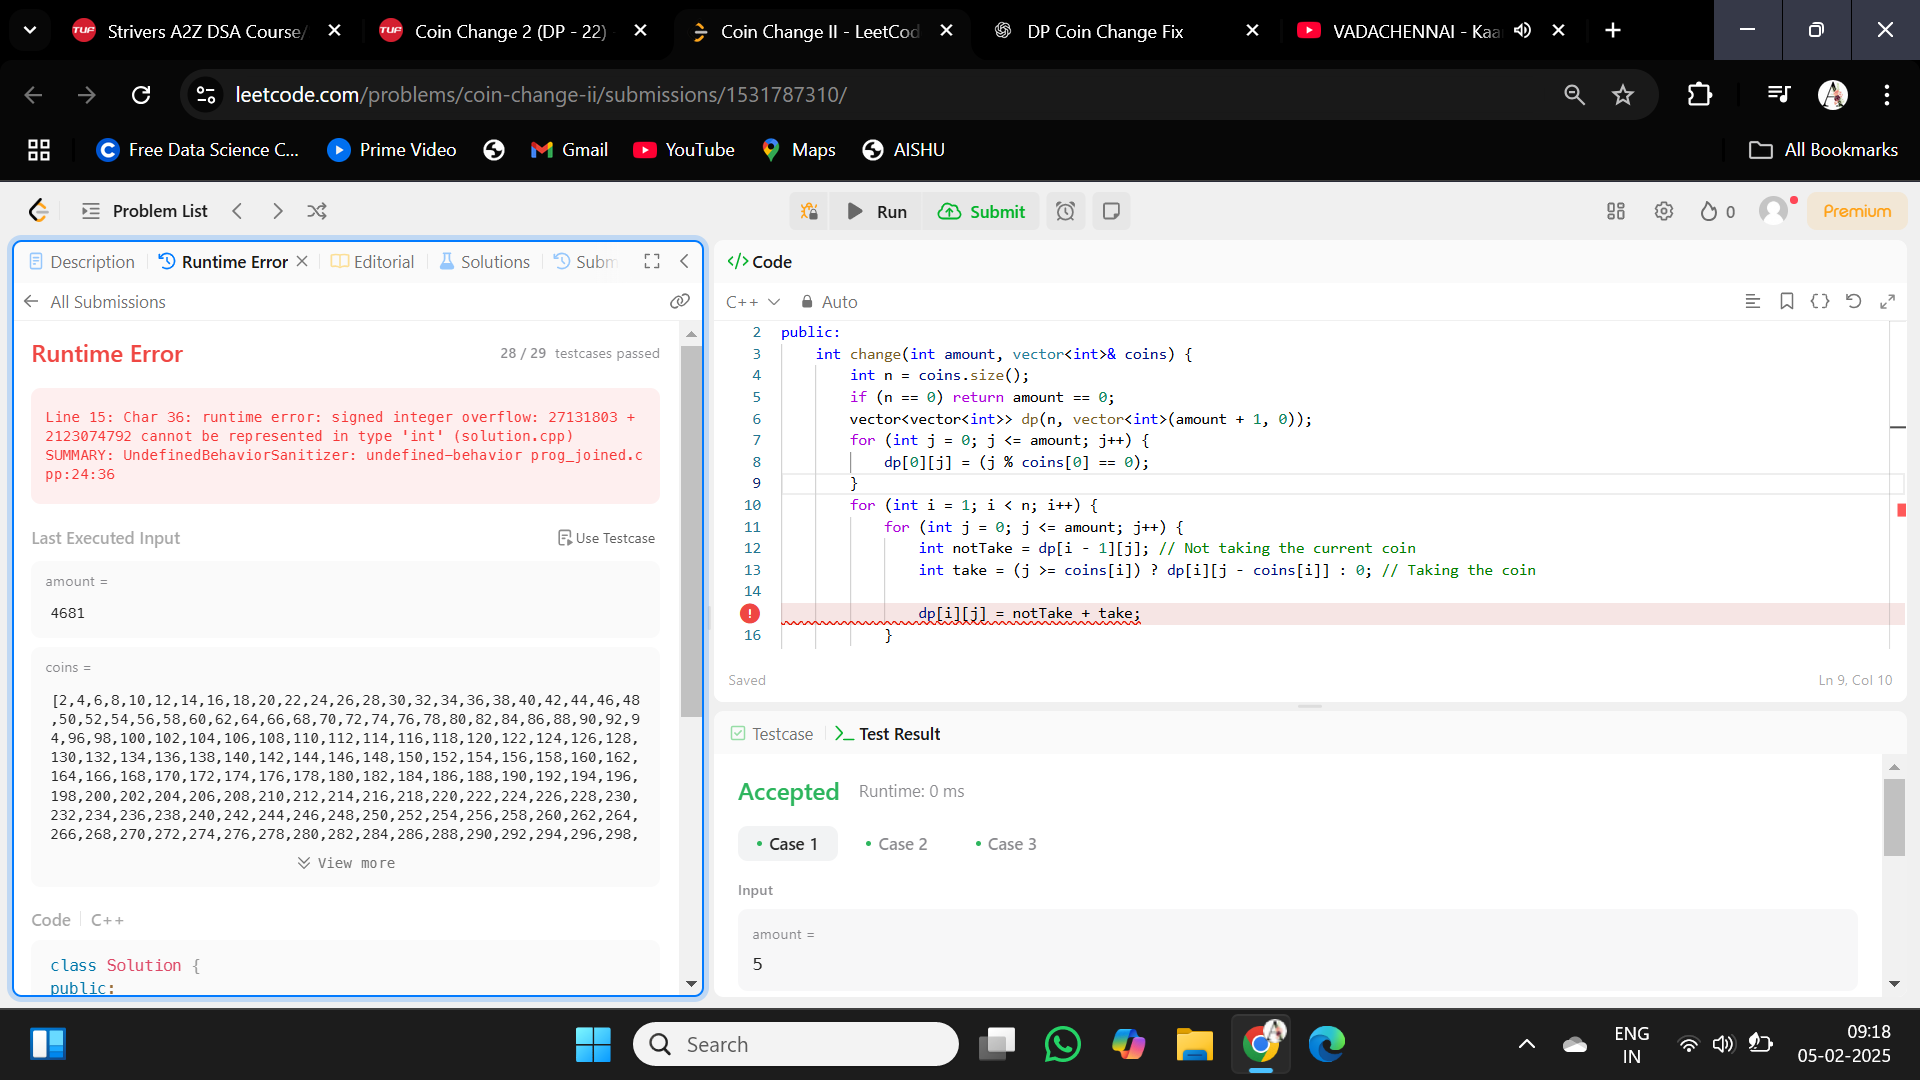 Strivers A2Z DSA Course/
Coin Change 2 (DP - 22)
Coin Change II - LeetCod
DP Coin Change Fix
VADACHENNAI - Kaa
leetcode.com/problems/coin-change-ii/submissions/1531787310/
Free Data Science C...
Prime Video
Gmail
YouTube
Maps
AISHU
All Bookmarks
Problem List
Run
Submit
0
Premium
Description
Runtime Error
Editorial
Solutions
Subm
All Submissions
Runtime Error
28 / 29 testcases passed
Line 15: Char 36: runtime error: signed integer overflow: 27131803 +
2123074792 cannot be represented in type 'int' (solution.cpp)
SUMMARY: UndefinedBehaviorSanitizer: undefined-behavior prog_joined.c
pp:24:36
Last Executed Input
Use Testcase
amount =
4681
coins =
[2,4,6,8,10,12,14,16,18,20,22,24,26,28,30,32,34,36,38,40,42,44,46,48
,50,52,54,56,58,60,62,64,66,68,70,72,74,76,78,80,82,84,86,88,90,92,9
4,96,98,100,102,104,106,108,110,112,114,116,118,120,122,124,126,128,
130,132,134,136,138,140,142,144,146,148,150,152,154,156,158,160,162,
164,166,168,170,172,174,176,178,180,182,184,186,188,190,192,194,196,
198,200,202,204,206,208,210,212,214,216,218,220,222,224,226,228,230,
232,234,236,238,240,242,244,246,248,250,252,254,256,258,260,262,264,
266,268,270,272,274,276,278,280,282,284,286,288,290,292,294,296,298,
View more
Code
C++
class Solution {
public:
</> Code
C++
Auto
2 public:
3 int change(int amount, vector<int>& coins) {
4 int n = coins.size();
5 if (n == 0) return amount == 0;
6 vector<vector<int>> dp(n, vector<int>(amount + 1, 0));
7 for (int j = 0; j <= amount; j++) {
8 dp[0][j] = (j % coins[0] == 0);
9 }
10 for (int i = 1; i < n; i++) {
11 for (int j = 0; j <= amount; j++) {
12 int notTake = dp[i - 1][j]; // Not taking the current coin
13 int take = (j >= coins[i]) ? dp[i][j - coins[i]] : 0; // Taking the coin
14
dp[i][j] = notTake + take;
16 }
Saved
Ln 9, Col 10
Testcase
Test Result
Accepted
Runtime: 0 ms
Case 1
Case 2
Case 3
Input
amount =
5
Search
ENG
IN
09:18
05-02-2025